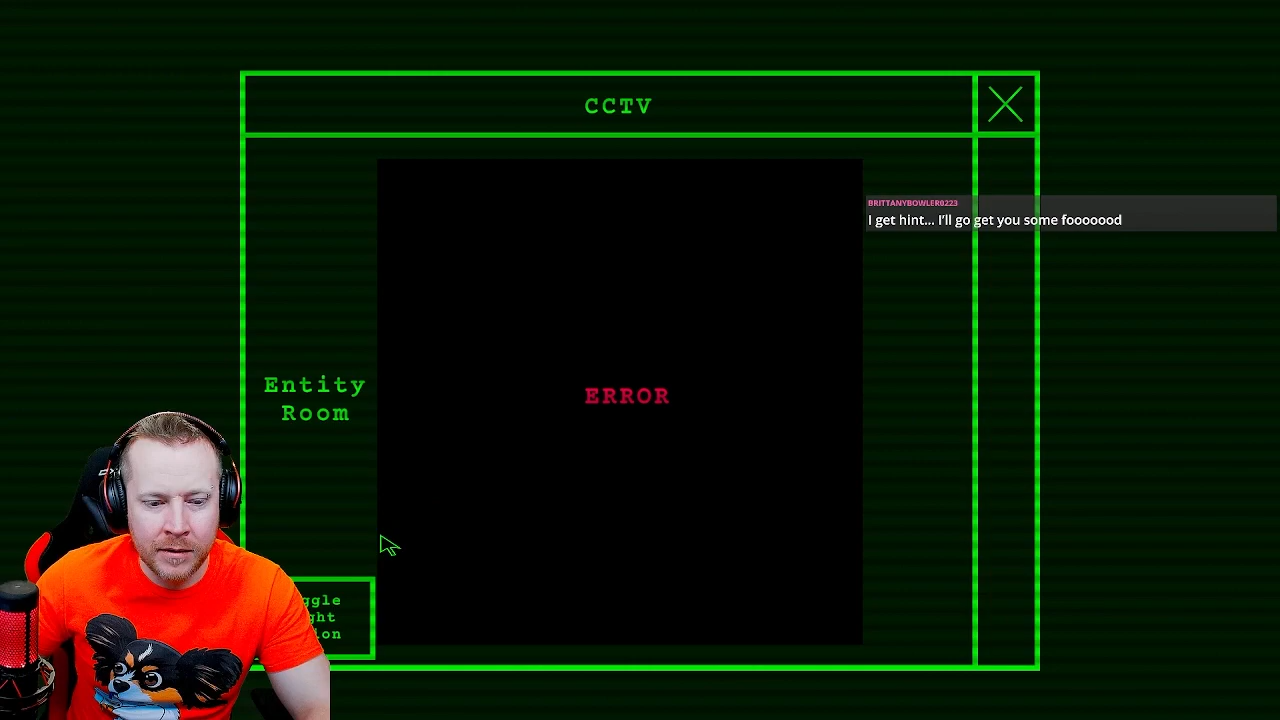 CCTV
BRITTANYBOWLER0223
I get hint... I'll go get you some fooooood
Entity
Room
ERROR